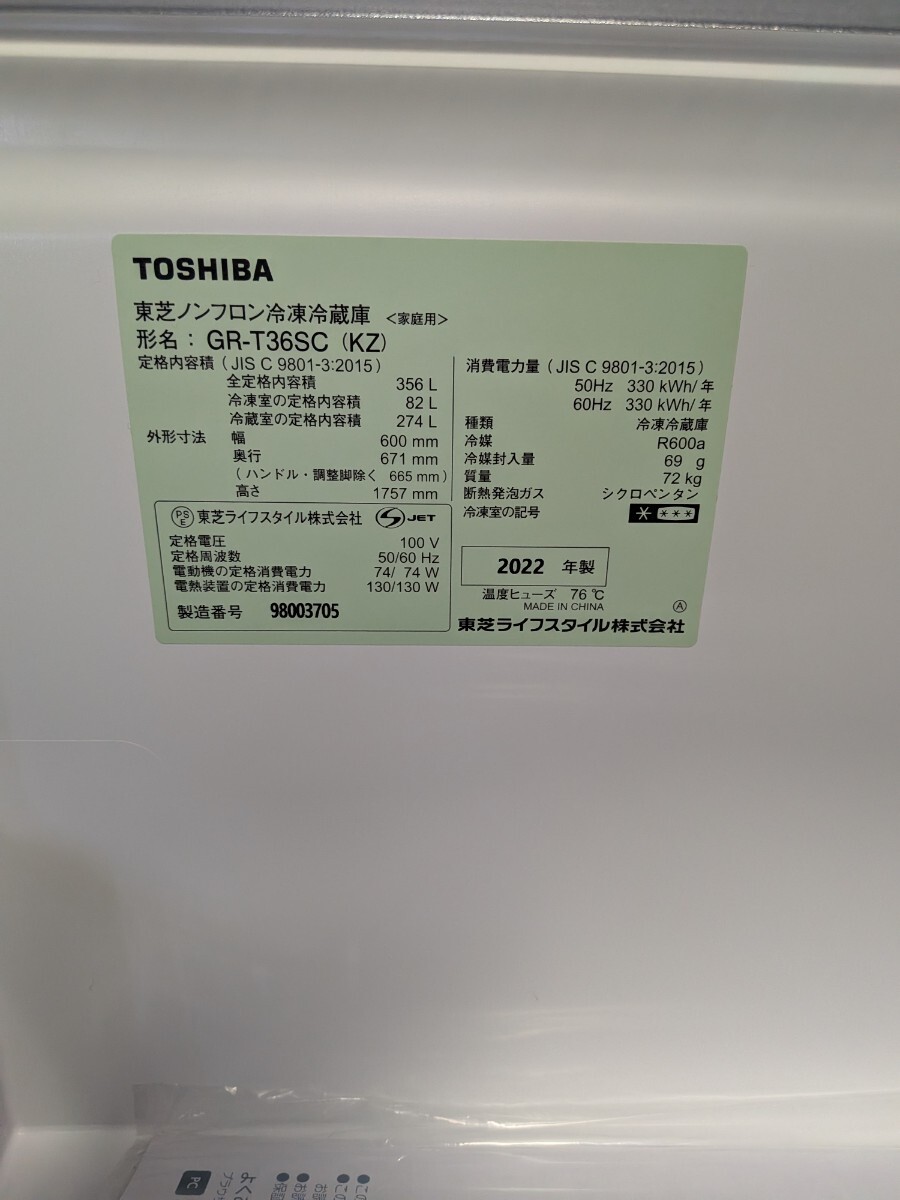 TOSHIBA
東芝ノンフロン冷凍冷蔵庫 <家庭用>
形名：GR-T36SC (KZ)
定格内容積 (JIS C 9801-3:2015)
全定格内容積 356 L
冷凍室の定格内容積 82 L
冷蔵室の定格内容積 274 L
外形寸法 幅 600 mm
奥行 671 mm
(ハンドル・調整脚除く 665 mm)
高さ 1757 mm
PSE 東芝ライフスタイル株式会社 S JET
定格電圧 100 V
定格周波数 50/60 Hz
電動機の定格消費電力 74/ 74 W
電熱装置の定格消費電力 130/130 W
製造番号 98003705
消費電力量 (JIS C 9801-3:2015)
50Hz 330 kWh/年
60Hz 330 kWh/年
種類 冷凍冷蔵庫
冷媒 R600a
冷媒封入量 69 g
質量 72 kg
断熱発泡ガス シクロペンタン
冷凍室の記号 * ***
2022 年製
温度ヒューズ 76 ℃
MADE IN CHINA Ⓐ
東芝ライフスタイル株式会社
PC
よく
●この
●お